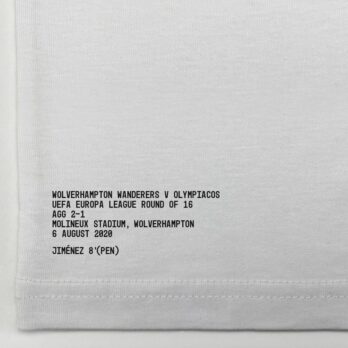 WOLVERHAMPTON WANDERERS V OLYMPIACOS
UEFA EUROPA LEAGUE ROUND OF 16
AGG 2-1
MOLINEUX STADIUM, WOLVERHAMPTON
6 AUGUST 2020
JIMÉNEZ 8'(PEN)